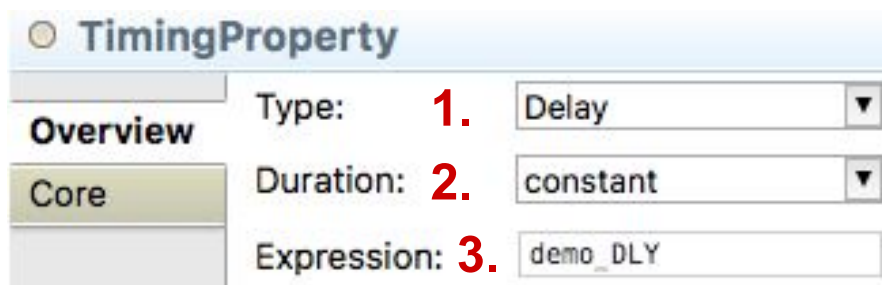 TimingProperty
Overview
Core
Type: 1. Delay
Duration: 2. constant
Expression: 3. demo_DLY